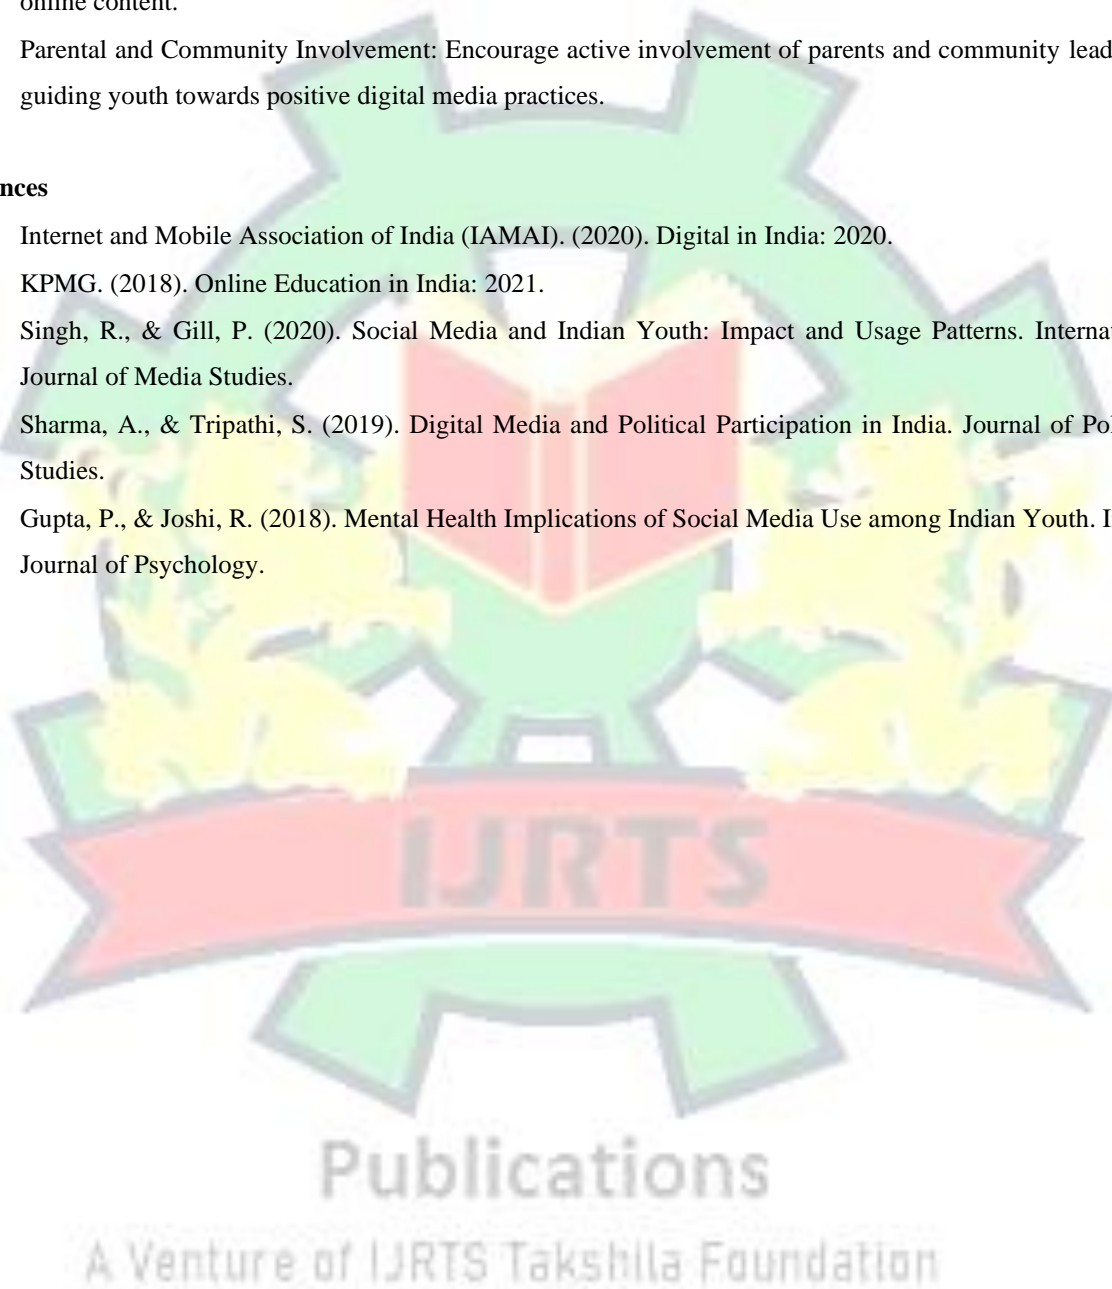 online content.
Parental and Community Involvement: Encourage active involvement of parents and community lead
guiding youth towards positive digital media practices.
nces
Internet and Mobile Association of India (IAMAI). (2020). Digital in India: 2020.
KPMG. (2018). Online Education in India: 2021.
Singh, R., & Gill, P. (2020). Social Media and Indian Youth: Impact and Usage Patterns. Internat
Journal of Media Studies.
Sharma, A., & Tripathi, S. (2019). Digital Media and Political Participation in India. Journal of Pol
Studies.
Gupta, P., & Joshi, R. (2018). Mental Health Implications of Social Media Use among Indian Youth. I
Journal of Psychology.
IJRTS
Publications
A Venture of IJRTS Takshila Foundation